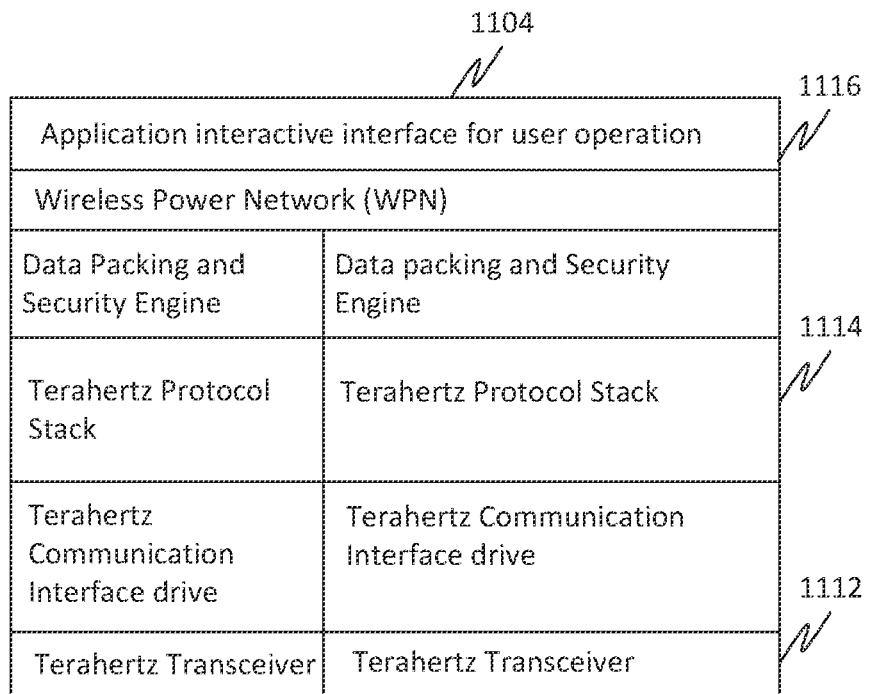 1104
1116
Application interactive interface for user operation
Wireless Power Network (WPN)
Data Packing and
Security Engine
Data packing and Security
Engine
1114
Terahertz Protocol
Stack
Terahertz Protocol Stack
Terahertz
Communication
Interface drive
Terahertz Communication
Interface drive
1112
Terahertz Transceiver
Terahertz Transceiver